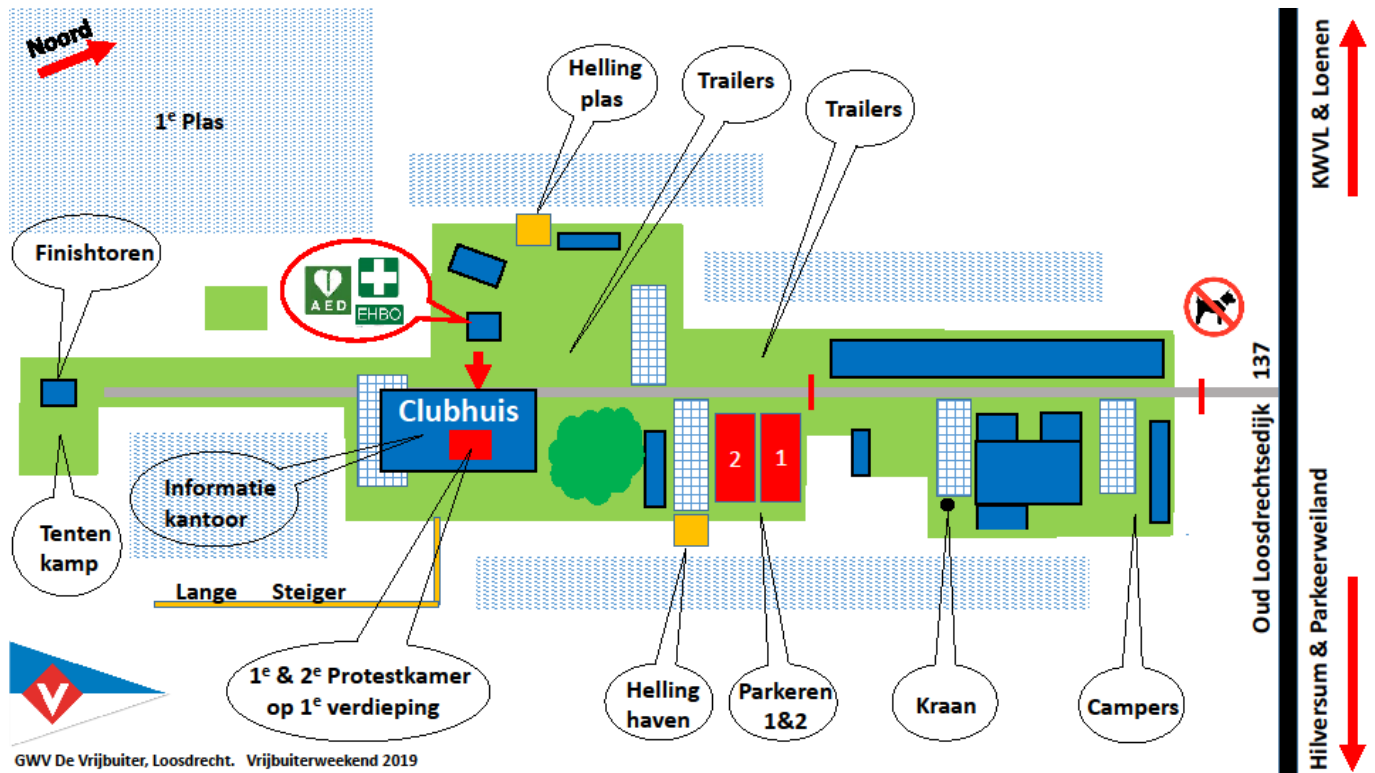 Noord
1e Plas
Helling
plas
Trailers
Trailers
KWVL & Loenen
Finishtoren
AED
EHBO
137
Clubhuis
2
1
Informatie
kantoor
Tenten
kamp
Oud Loosdrechtsedijk
Hilversum & Parkeerweiland
Lange Steiger
1e & 2e Protestkamer
op 1e verdieping
Helling
haven
Parkeren
1&2
Kraan
Campers
V
GWV De Vrijbuiter, Loosdrecht. Vrijbuiterweekend 2019